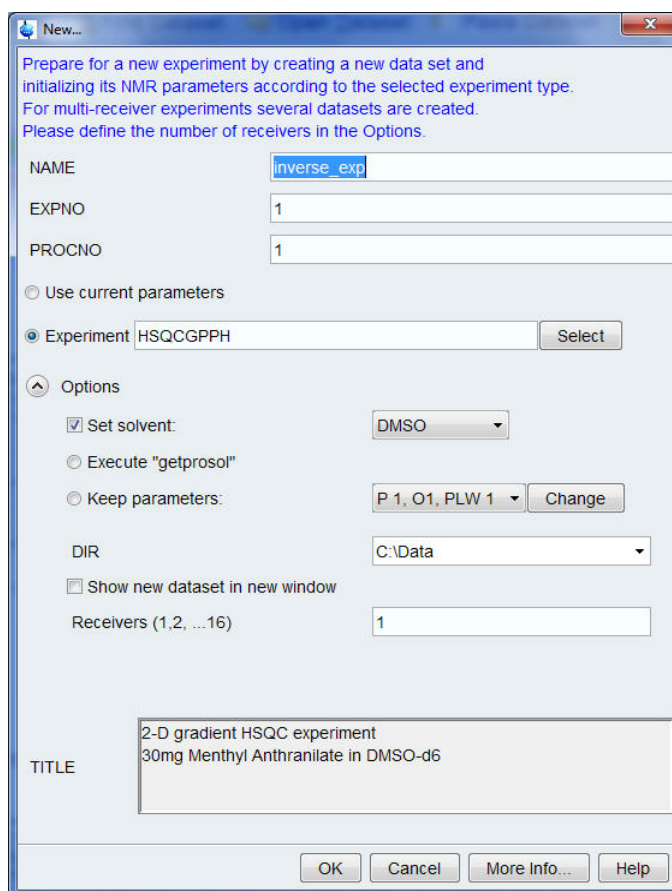 New...
Prepare for a new experiment by creating a new data set and
initializing its NMR parameters according to the selected experiment type.
For multi-receiver experiments several datasets are created.
Please define the number of receivers in the Options.
NAME inverse_exp
EXPNO 1
PROCNO 1
Use current parameters
Experiment HSQCGPPH Select
Options
Set solvent: DMSO
Execute "getprosol"
Keep parameters: P 1, O1, PLW 1 Change
DIR C:\Data
Show new dataset in new window
Receivers (1,2, ...16) 1
2-D gradient HSQC experiment
30mg Menthyl Anthranilate in DMSO-d6
TITLE
OK Cancel More Info... Help